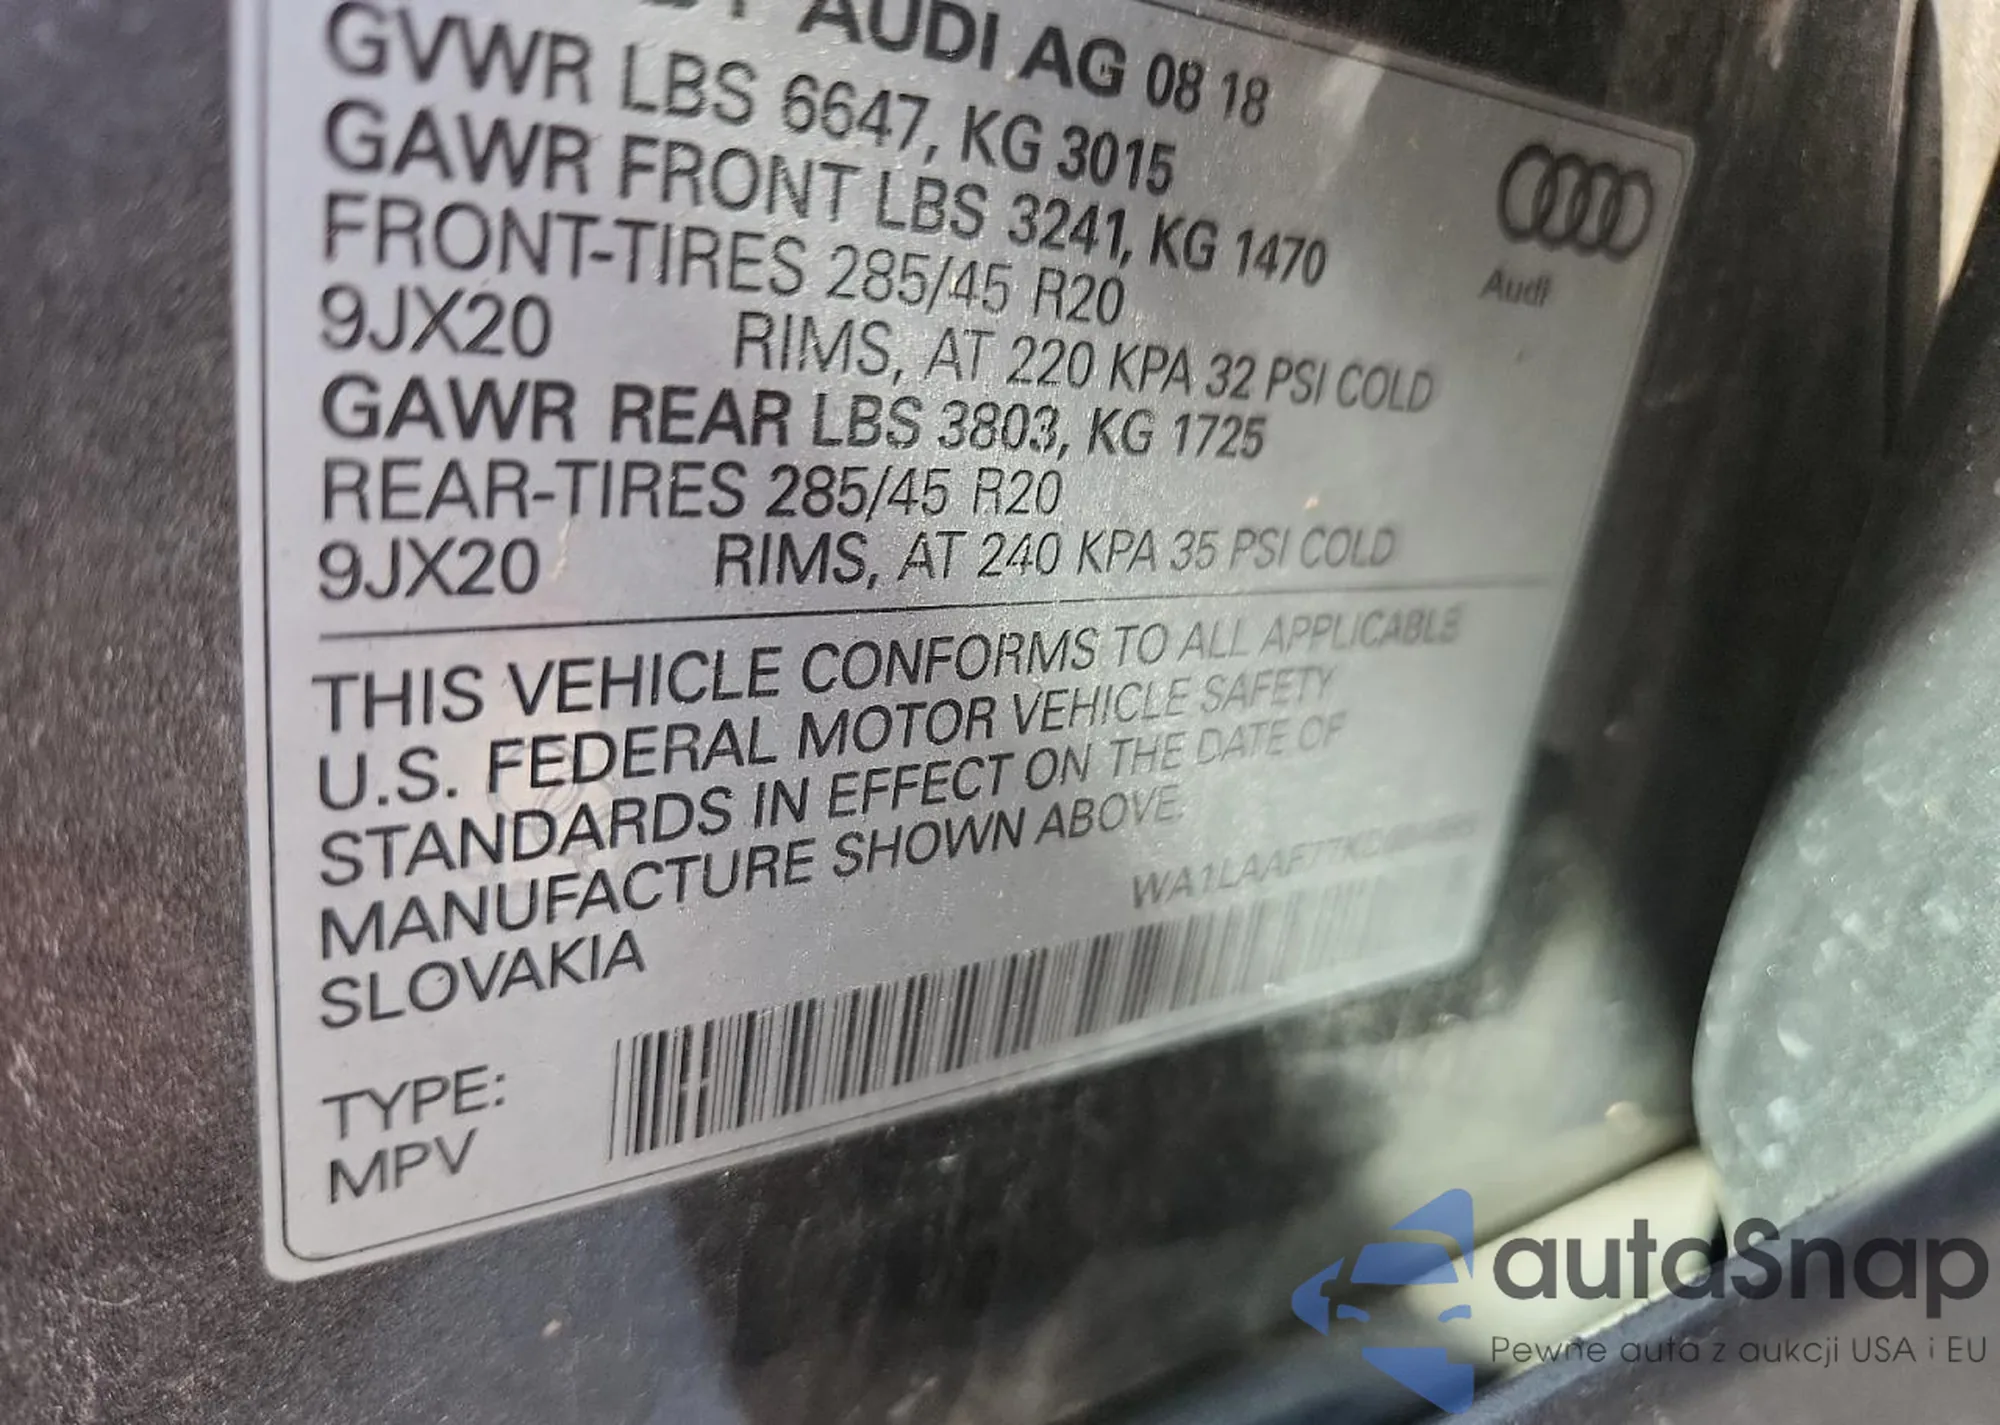 AUDI AG 08 18
GVWR LBS 6647, KG 3015
GAWR FRONT LBS 3241, KG 1470
FRONT-TIRES 285/45 R20
9JX20 RIMS, AT 220 KPA 32 PSI COLD
GAWR REAR LBS 3803, KG 1725
REAR-TIRES 285/45 R20
9JX20 RIMS, AT 240 KPA 35 PSI COLD
Audi
THIS VEHICLE CONFORMS TO ALL APPLICABLE
U.S. FEDERAL MOTOR VEHICLE SAFETY
STANDARDS IN EFFECT ON THE DATE OF
MANUFACTURE SHOWN ABOVE.
SLOVAKIA
TYPE:
MPV
autoSnap
Pewne auta z aukcji USA i EU